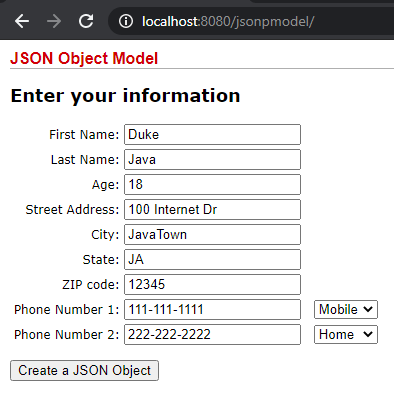 localhost:8080/jsonpmodel/
JSON Object Model
Enter your information
First Name: Duke
Last Name: Java
Age: 18
Street Address: 100 Internet Dr
City: JavaTown
State: JA
ZIP code: 12345
Phone Number 1: 111-111-1111 Mobile
Phone Number 2: 222-222-2222 Home
Create a JSON Object